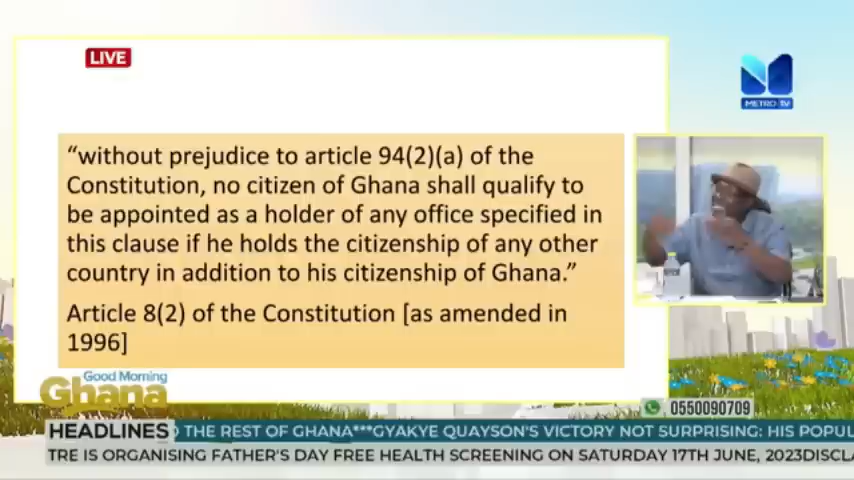 LIVE
METRO TV
“without prejudice to article 94(2)(a) of the
Constitution, no citizen of Ghana shall qualify to
be appointed as a holder of any office specified in
this clause if he holds the citizenship of any other
country in addition to his citizenship of Ghana.”
Article 8(2) of the Constitution [as amended in
1996]
Good Morning
Ghana
0550090709
HEADLINES
O THE REST OF GHANA***GYAKYE QUAYSON'S VICTORY NOT SURPRISING: HIS POPUL
TRE IS ORGANISING FATHER'S DAY FREE HEALTH SCREENING ON SATURDAY 17TH JUNE, 2023DISCLA